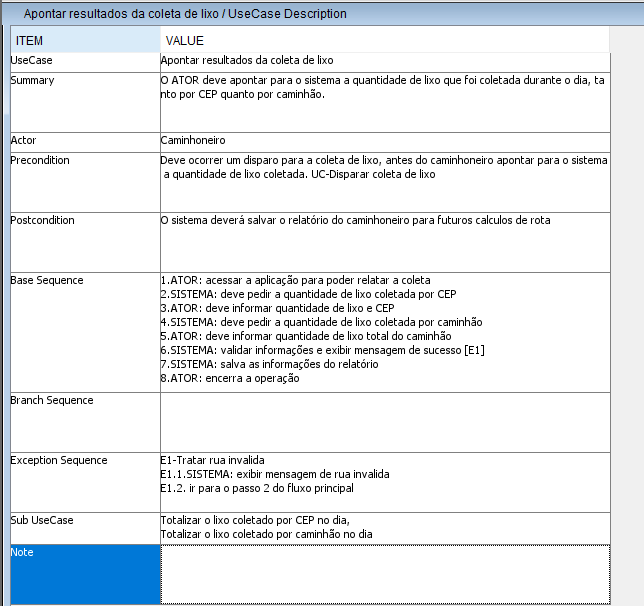 Apontar resultados da coleta de lixo / UseCase Description
ITEM VALUE
UseCase Apontar resultados da coleta de lixo
Summary O ATOR deve apontar para o sistema a quantidade de lixo que foi coletada durante o dia, ta
nto por CEP quanto por caminhão.
Actor Caminhoneiro
Precondition Deve ocorrer um disparo para a coleta de lixo, antes do caminhoneiro apontar para o sistema
a quantidade de lixo coletada. UC-Disparar coleta de lixo
Postcondition O sistema deverá salvar o relatório do caminhoneiro para futuros calculos de rota
Base Sequence 1.ATOR: acessar a aplicação para poder relatar a coleta
2.SISTEMA: deve pedir a quantidade de lixo coletada por CEP
3.ATOR: deve informar quantidade de lixo e CEP
4.SISTEMA: deve pedir a quantidade de lixo coletada por caminhão
5.ATOR: deve informar quantidade de lixo total do caminhão
6.SISTEMA: validar informações e exibir mensagem de sucesso [E1]
7.SISTEMA: salva as informações do relatório
8.ATOR: encerra a operação
Branch Sequence
Exception Sequence E1-Tratar rua invalida
E1.1.SISTEMA: exibir mensagem de rua invalida
E1.2. ir para o passo 2 do fluxo principal
Sub UseCase Totalizar o lixo coletado por CEP no dia,
Totalizar o lixo coletado por caminhão no dia
Note